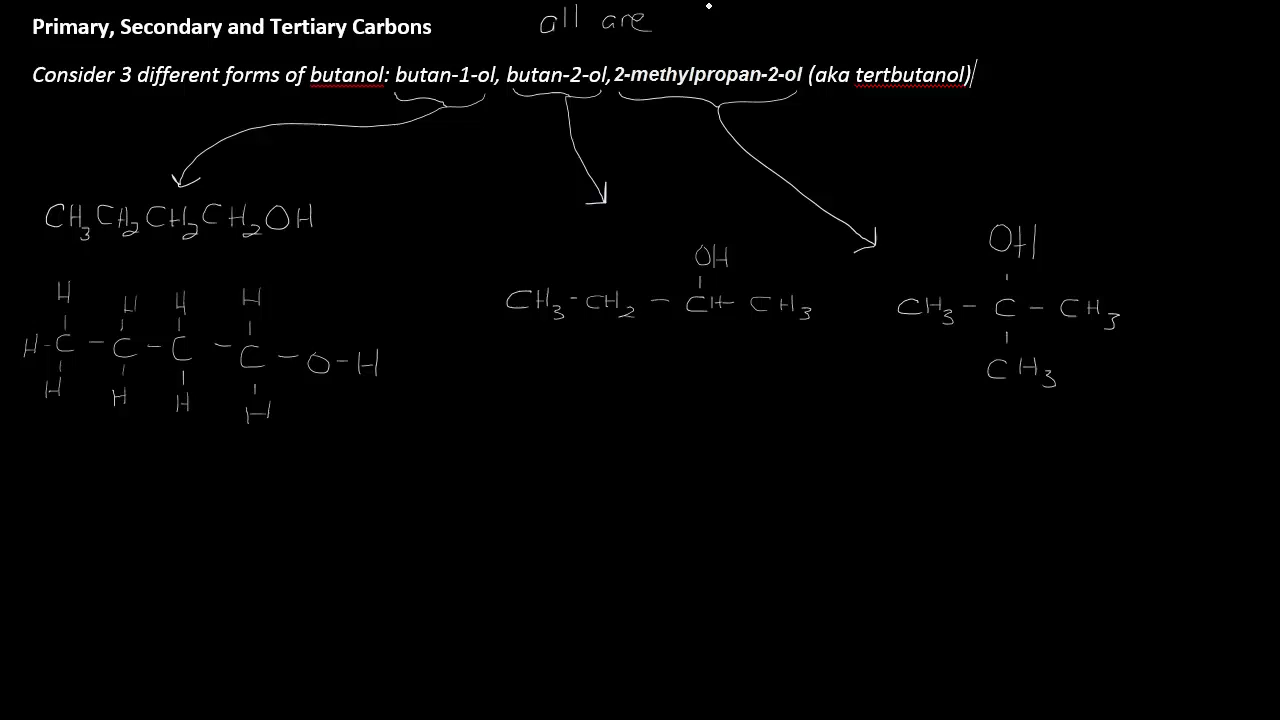 all are
Primary, Secondary and Tertiary Carbons
Consider 3 different forms of butanol: butan-1-ol, butan-2-ol, 2-methylpropan-2-ol (aka tertbutanol)
CH3CH2CH2CH2OH
OH
CH3-CH2-CH-CH3
OH
CH3-C-CH3
CH3
H H H H
H-C-C-C-C-O-H
H H H H